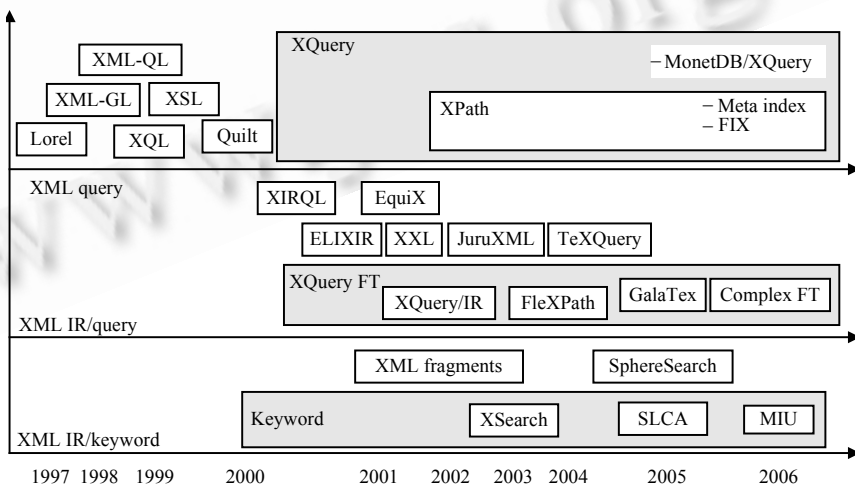 XQuery
XML-QL
– MonetDB/XQuery
XML-GL
XSL
XPath
– Meta index
– FIX
Lorel
XQL
Quilt
XML query
XIRQL
EquiX
ELIXIR
XXL
JuruXML
TeXQuery
XQuery FT
XQuery/IR
FleXPath
GalaTex
Complex FT
XML IR/query
XML fragments
SphereSearch
Keyword
XSearch
SLCA
MIU
XML IR/keyword
1997 1998 1999 2000 2001 2002 2003 2004 2005 2006